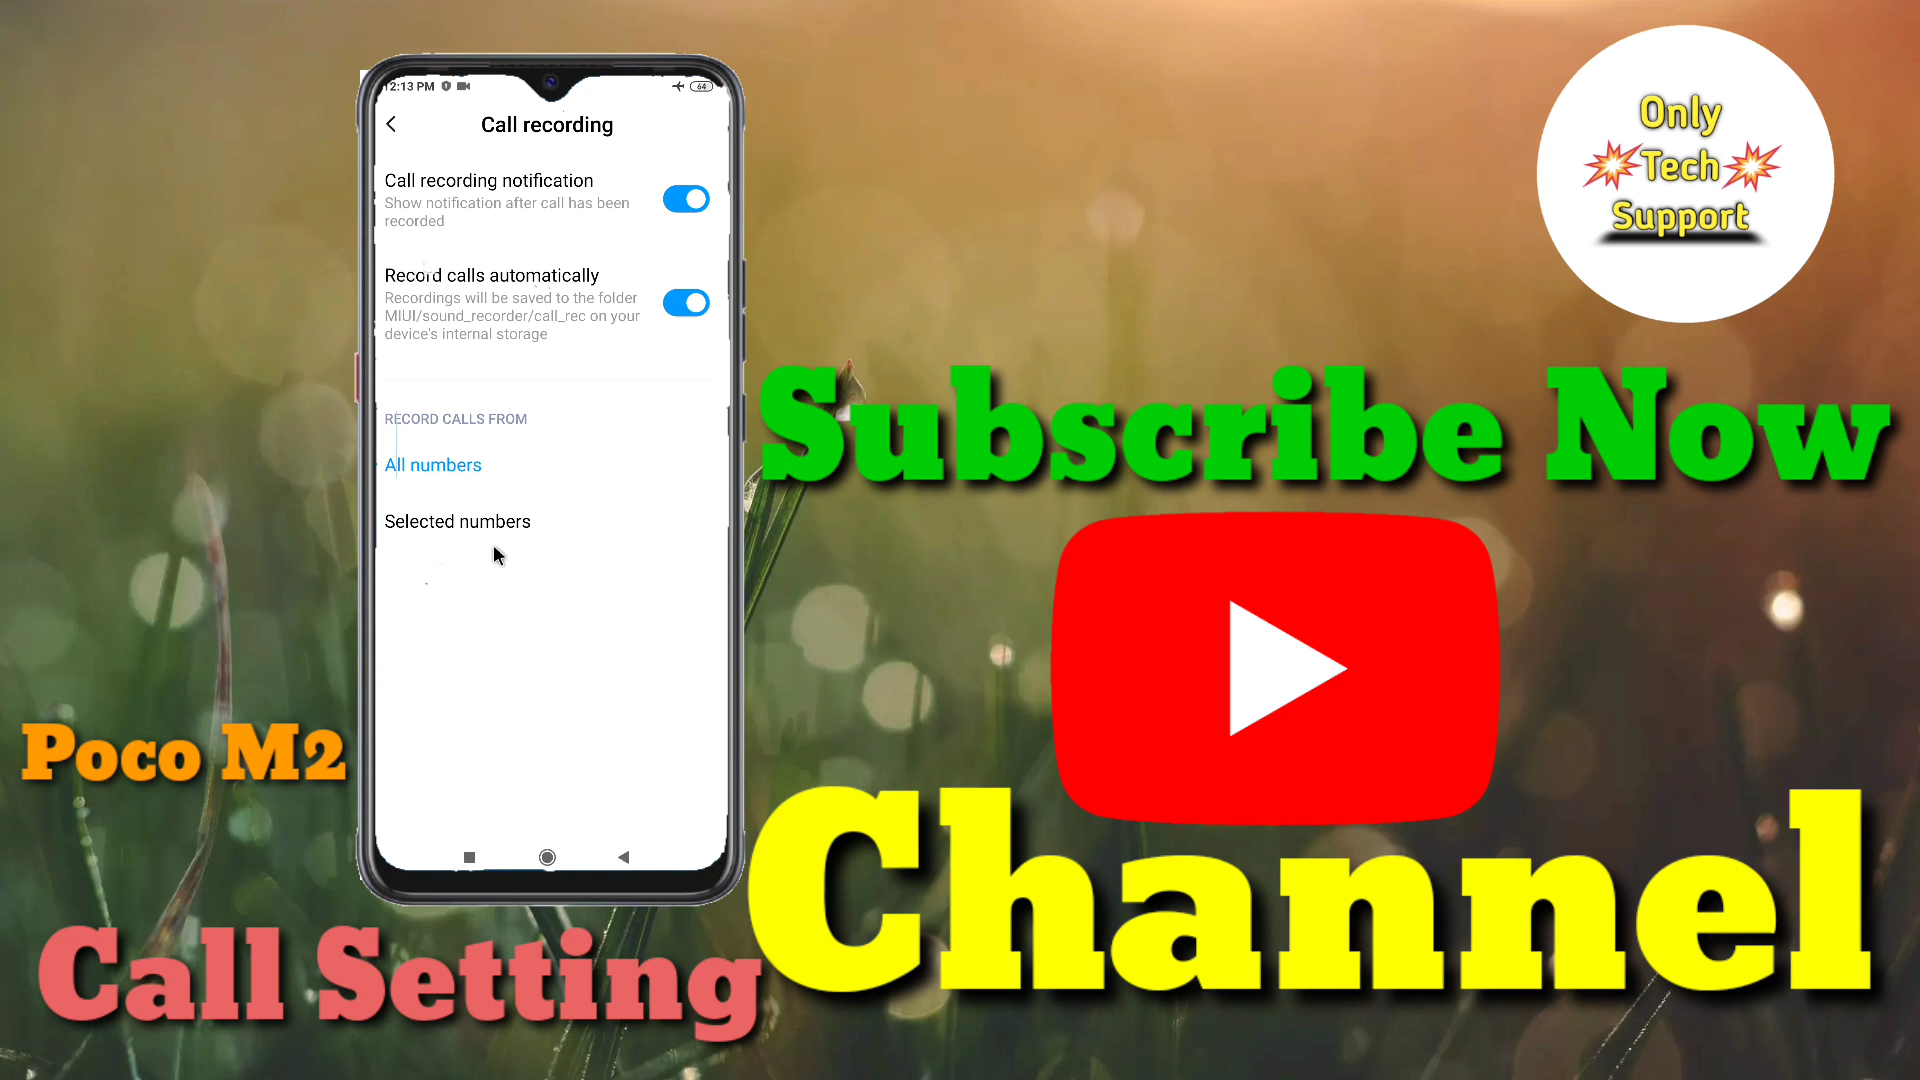 12:13 PM
64
Call recording
Call recording notification
Show notification after call has been
recorded
Record calls automatically
Recordings will be saved to the folder
MIUI/sound_recorder/call_rec on your
device's internal storage
RECORD CALLS FROM
All numbers
Selected numbers
Only
Tech
Support
Subscribe Now
Channel
Poco M2
Call Setting